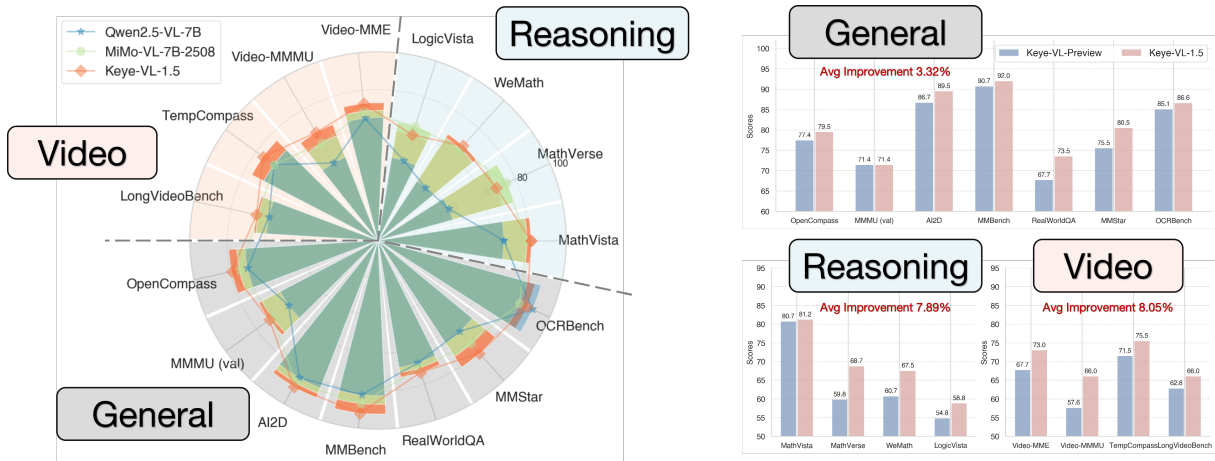 Qwen2.5-VL-7B
MiMo-VL-7B-2508
Keye-VL-1.5
Reasoning
Video
General
Video-MME
LogicVista
WeMath
MathVerse
MathVista
OCRBench
MMStar
RealWorldQA
MMBench
AI2D
MMMU (val)
OpenCompass
LongVideoBench
TempCompass
Video-MMMU
80
100
General
Keye-VL-Preview
Keye-VL-1.5
Avg Improvement 3.32%
Scores
100
95
90
85
80
75
70
65
60
77.4
79.5
71.4
71.4
86.7
89.5
90.7
92.0
67.7
73.5
75.5
80.5
85.1
86.6
OpenCompass
MMMU (val)
AI2D
MMBench
RealWorldQA
MMStar
OCRBench
Reasoning
Avg Improvement 7.89%
Scores
95
90
85
80
75
70
65
60
55
50
80.7
81.2
59.8
68.7
60.7
67.5
54.8
58.8
MathVista
MathVerse
WeMath
LogicVista
Video
Avg Improvement 8.05%
Scores
95
90
85
80
75
70
65
60
55
50
67.7
73.0
57.6
66.0
71.5
75.5
62.8
66.0
Video-MME
Video-MMMU
TempCompass
LongVideoBench